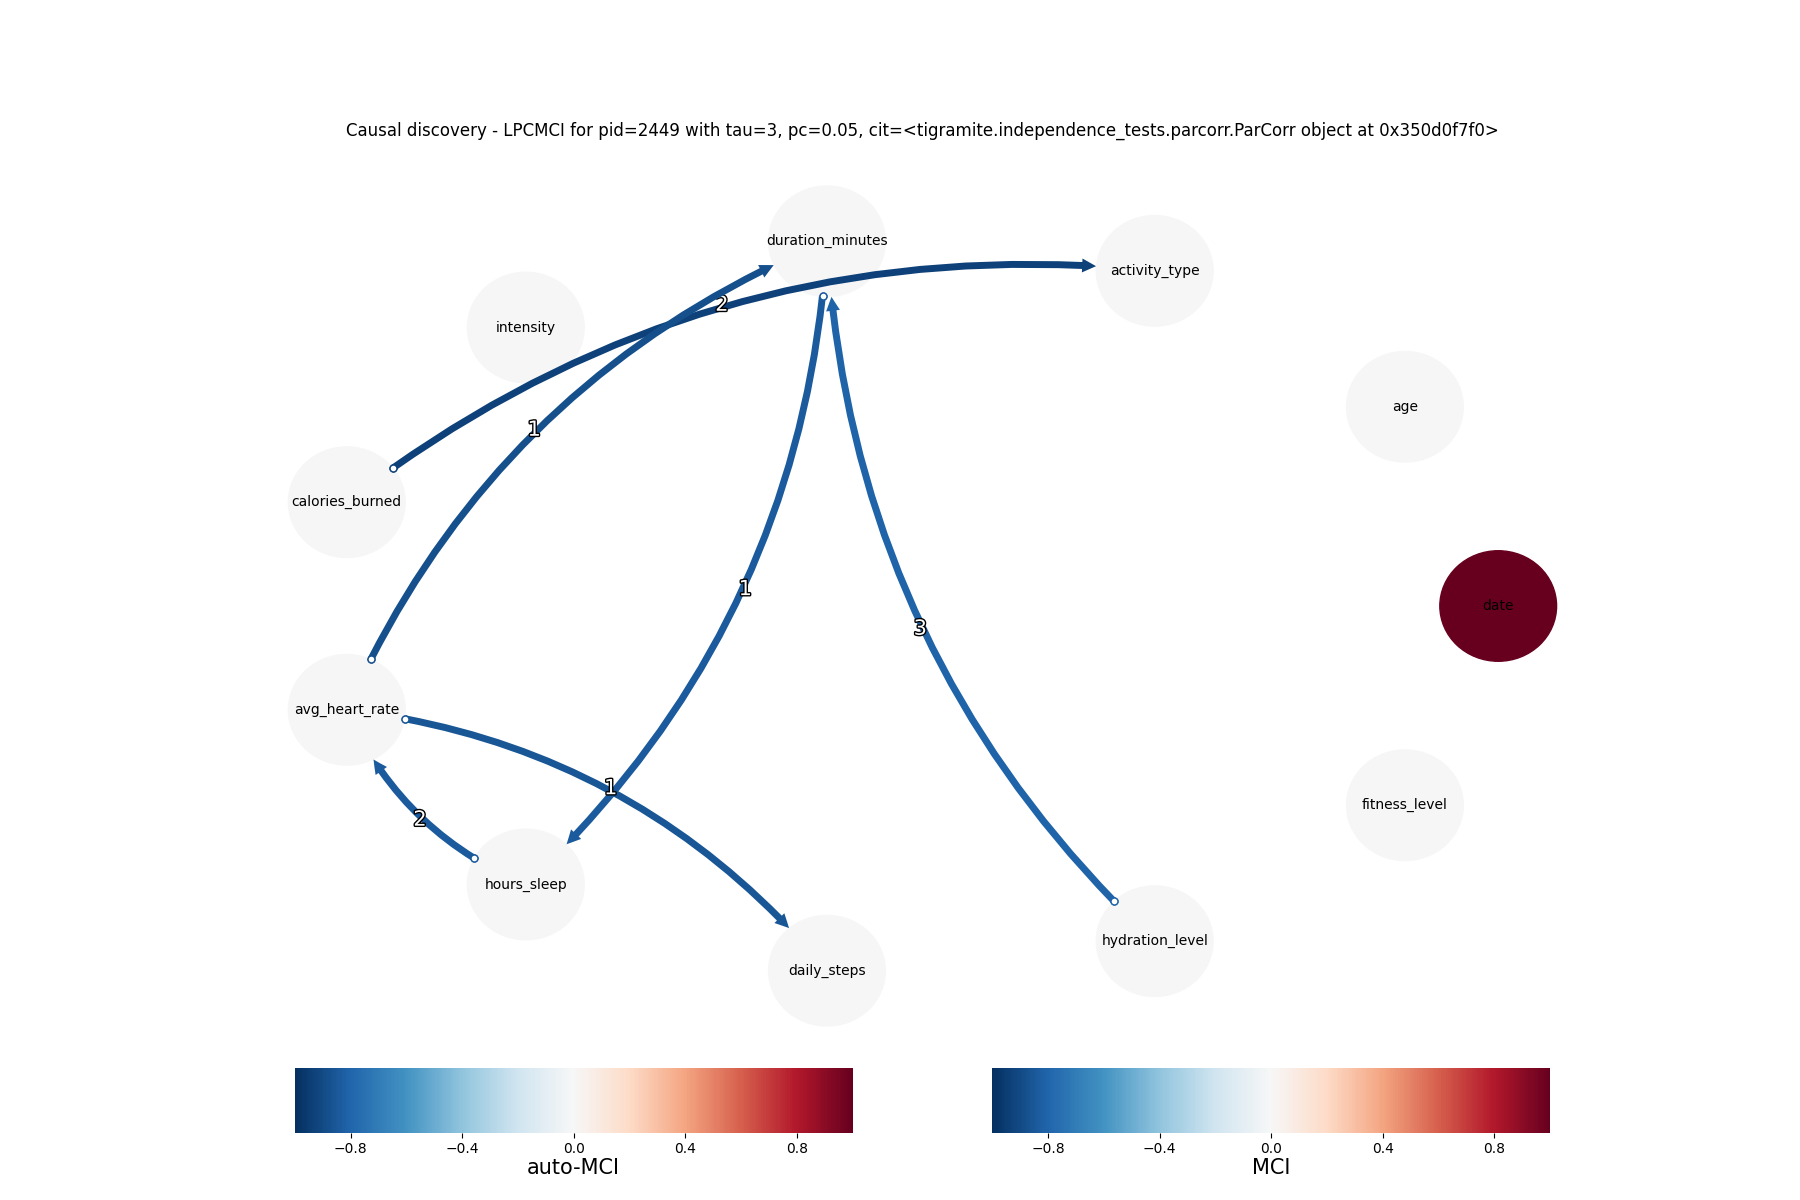 Causal discovery - LPCMCI for pid=2449 with tau=3, pc=0.05, cit=<tigramite.independence_tests.parcorr.ParCorr object at 0x350d0f7f0>
duration_minutes
activity_type
2
intensity
age
1
calories_burned
1
date
3
avg_heart_rate
1
fitness_level
2
hours_sleep
hydration_level
daily_steps
−0.8 −0.4 0.0 0.4 0.8
auto-MCI
−0.8 −0.4 0.0 0.4 0.8
MCI